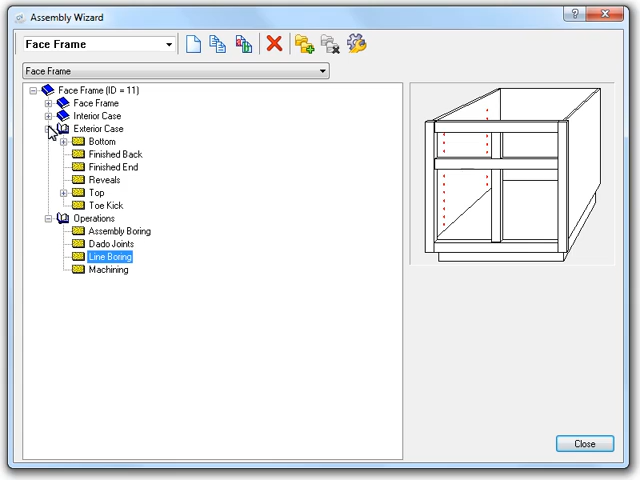 Assembly Wizard
Face Frame
Face Frame
Face Frame (ID = 11)
Face Frame
Interior Case
Exterior Case
Bottom
Finished Back
Finished End
Reveals
Top
Toe Kick
Operations
Assembly Boring
Dado Joints
Line Boring
Machining
Close